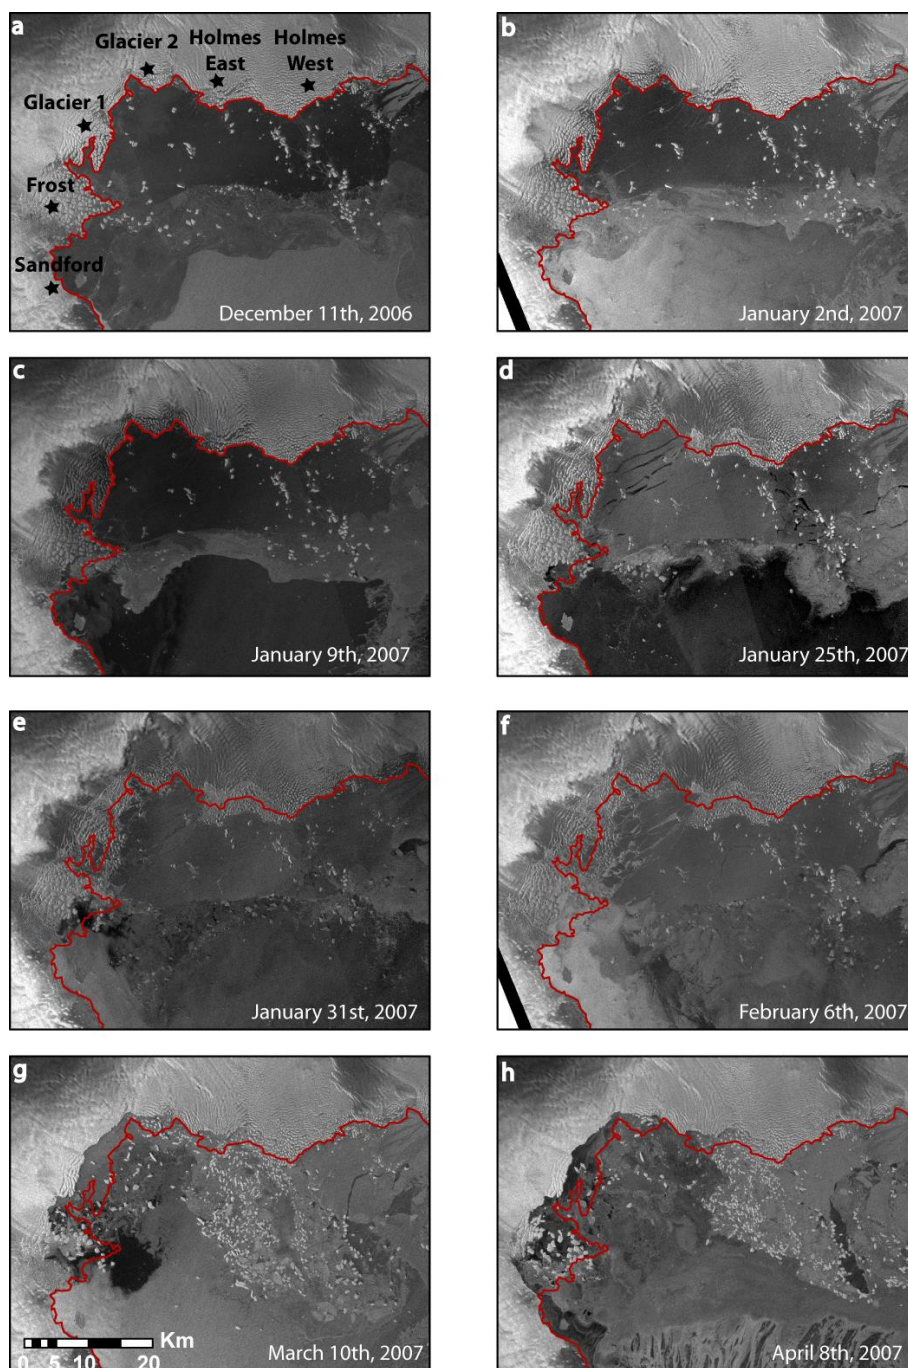 a
Glacier 2
Holmes
East
Holmes
West
Glacier 1
Frost
Sandford
December 11th, 2006
b
January 2nd, 2007
c
January 9th, 2007
d
January 25th, 2007
e
January 31st, 2007
f
February 6th, 2007
g
Km
0 5 10 20
March 10th, 2007
h
April 8th, 2007